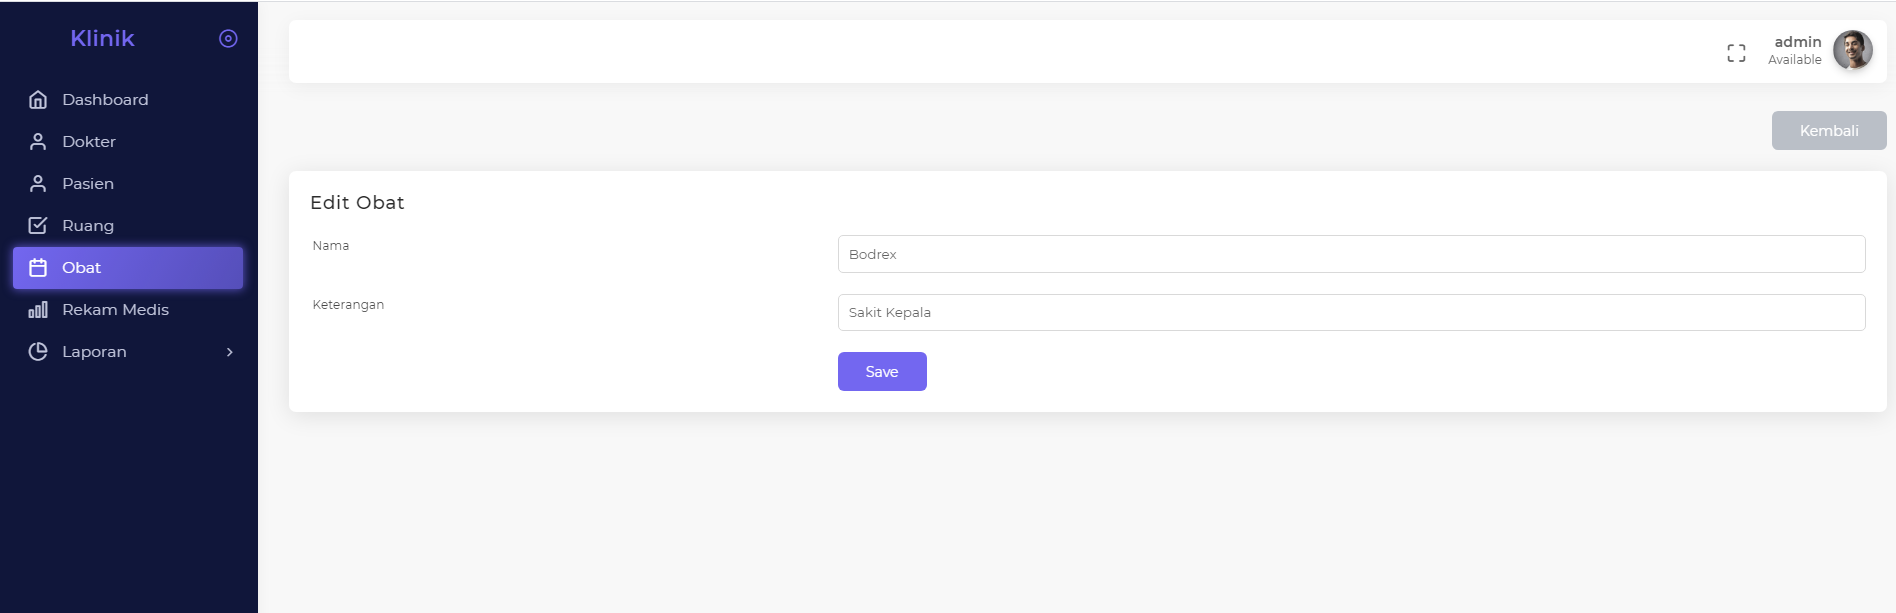 Klinik
Dashboard
Dokter
Pasien
Ruang
Obat
Rekam Medis
Laporan
admin
Available
Kembali
Edit Obat
Nama
Bodrex
Keterangan
Sakit Kepala
Save